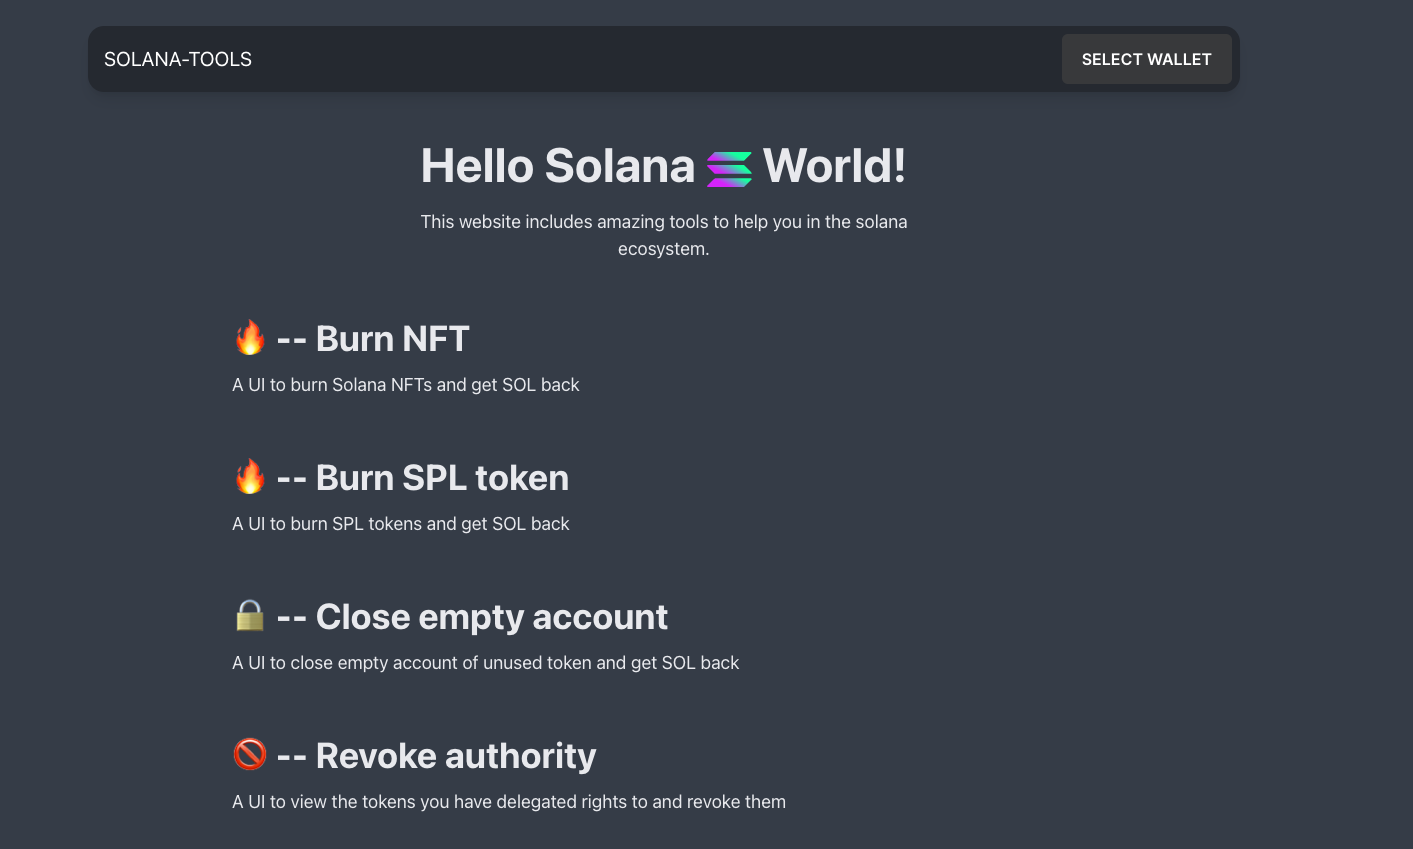 SOLANA-TOOLS
SELECT WALLET
Hello Solana World!
This website includes amazing tools to help you in the solana
ecosystem.
🔥 -- Burn NFT
A UI to burn Solana NFTs and get SOL back
🔥 -- Burn SPL token
A UI to burn SPL tokens and get SOL back
🔒 -- Close empty account
A UI to close empty account of unused token and get SOL back
🚫 -- Revoke authority
A UI to view the tokens you have delegated rights to and revoke them